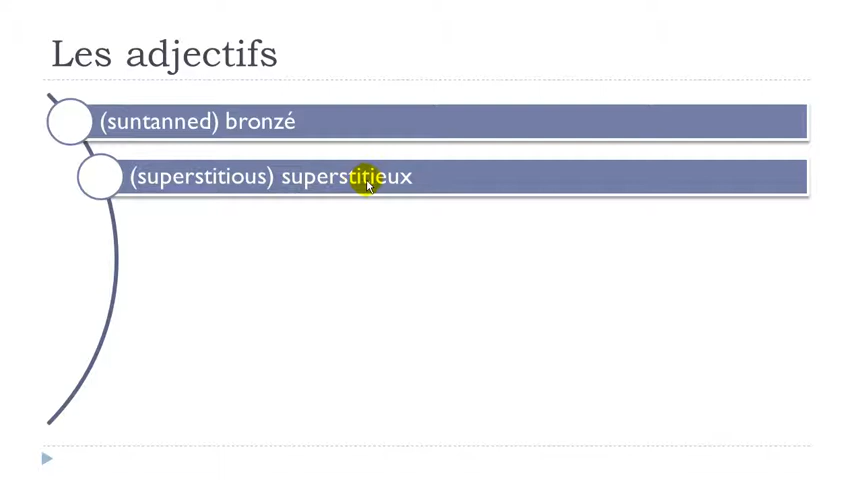 Les adjectifs
(suntanned) bronzé
(superstitious) superstitieux